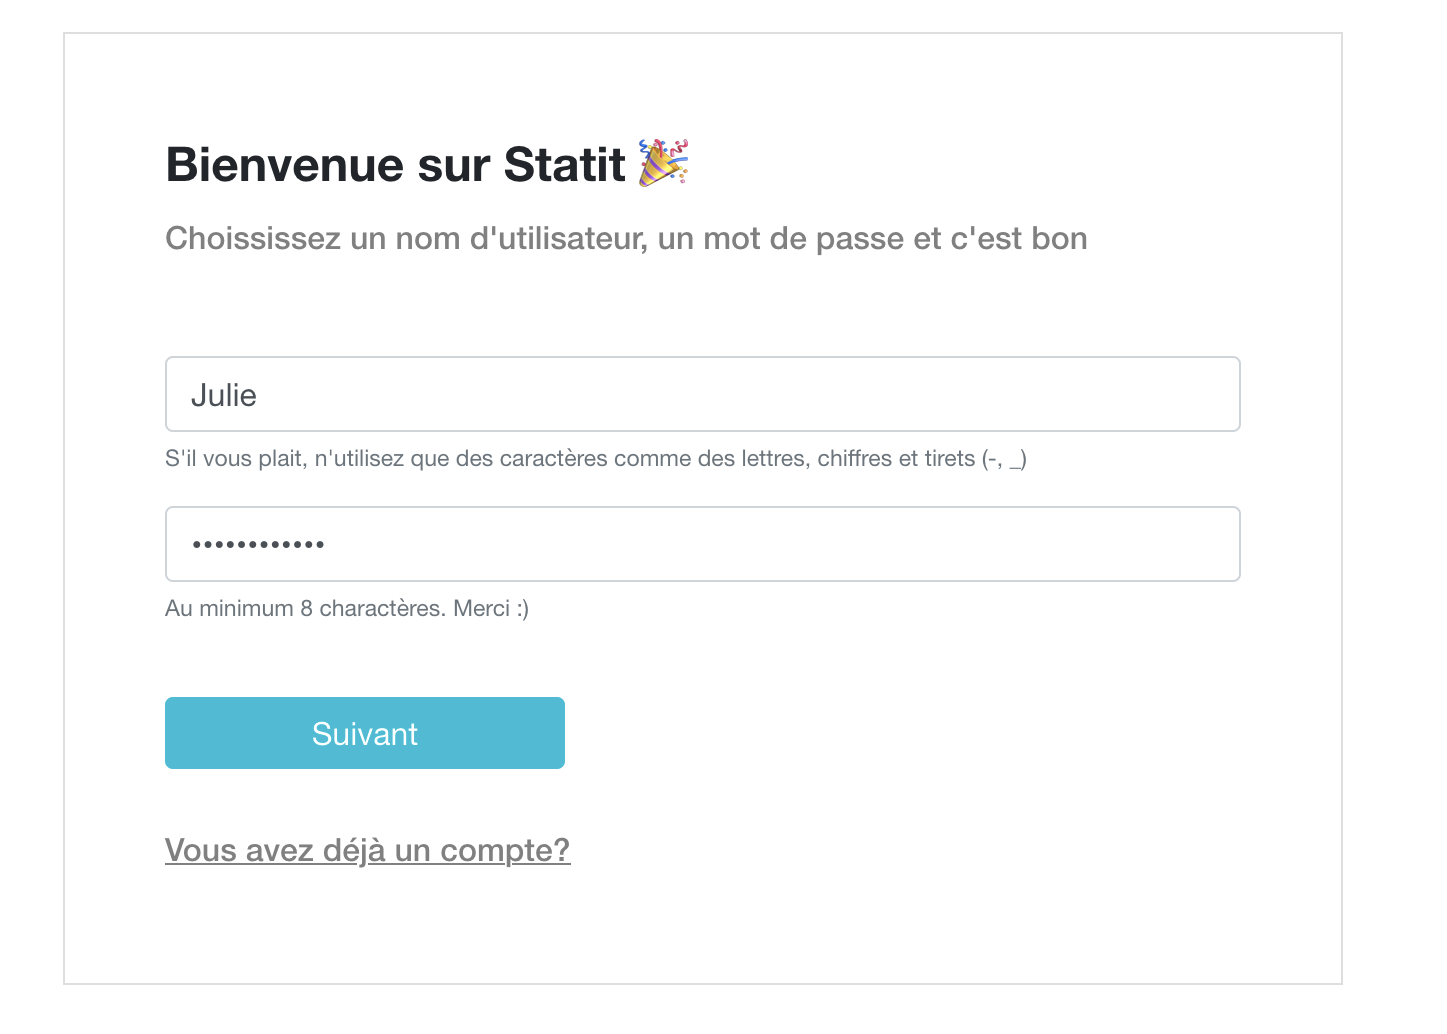 Bienvenue sur Statit 🎉
Choississez un nom d'utilisateur, un mot de passe et c'est bon
Julie
S'il vous plait, n'utilisez que des caractères comme des lettres, chiffres et tirets (-, _)
••••••••••••
Au minimum 8 charactères. Merci :)
Suivant
Vous avez déjà un compte?